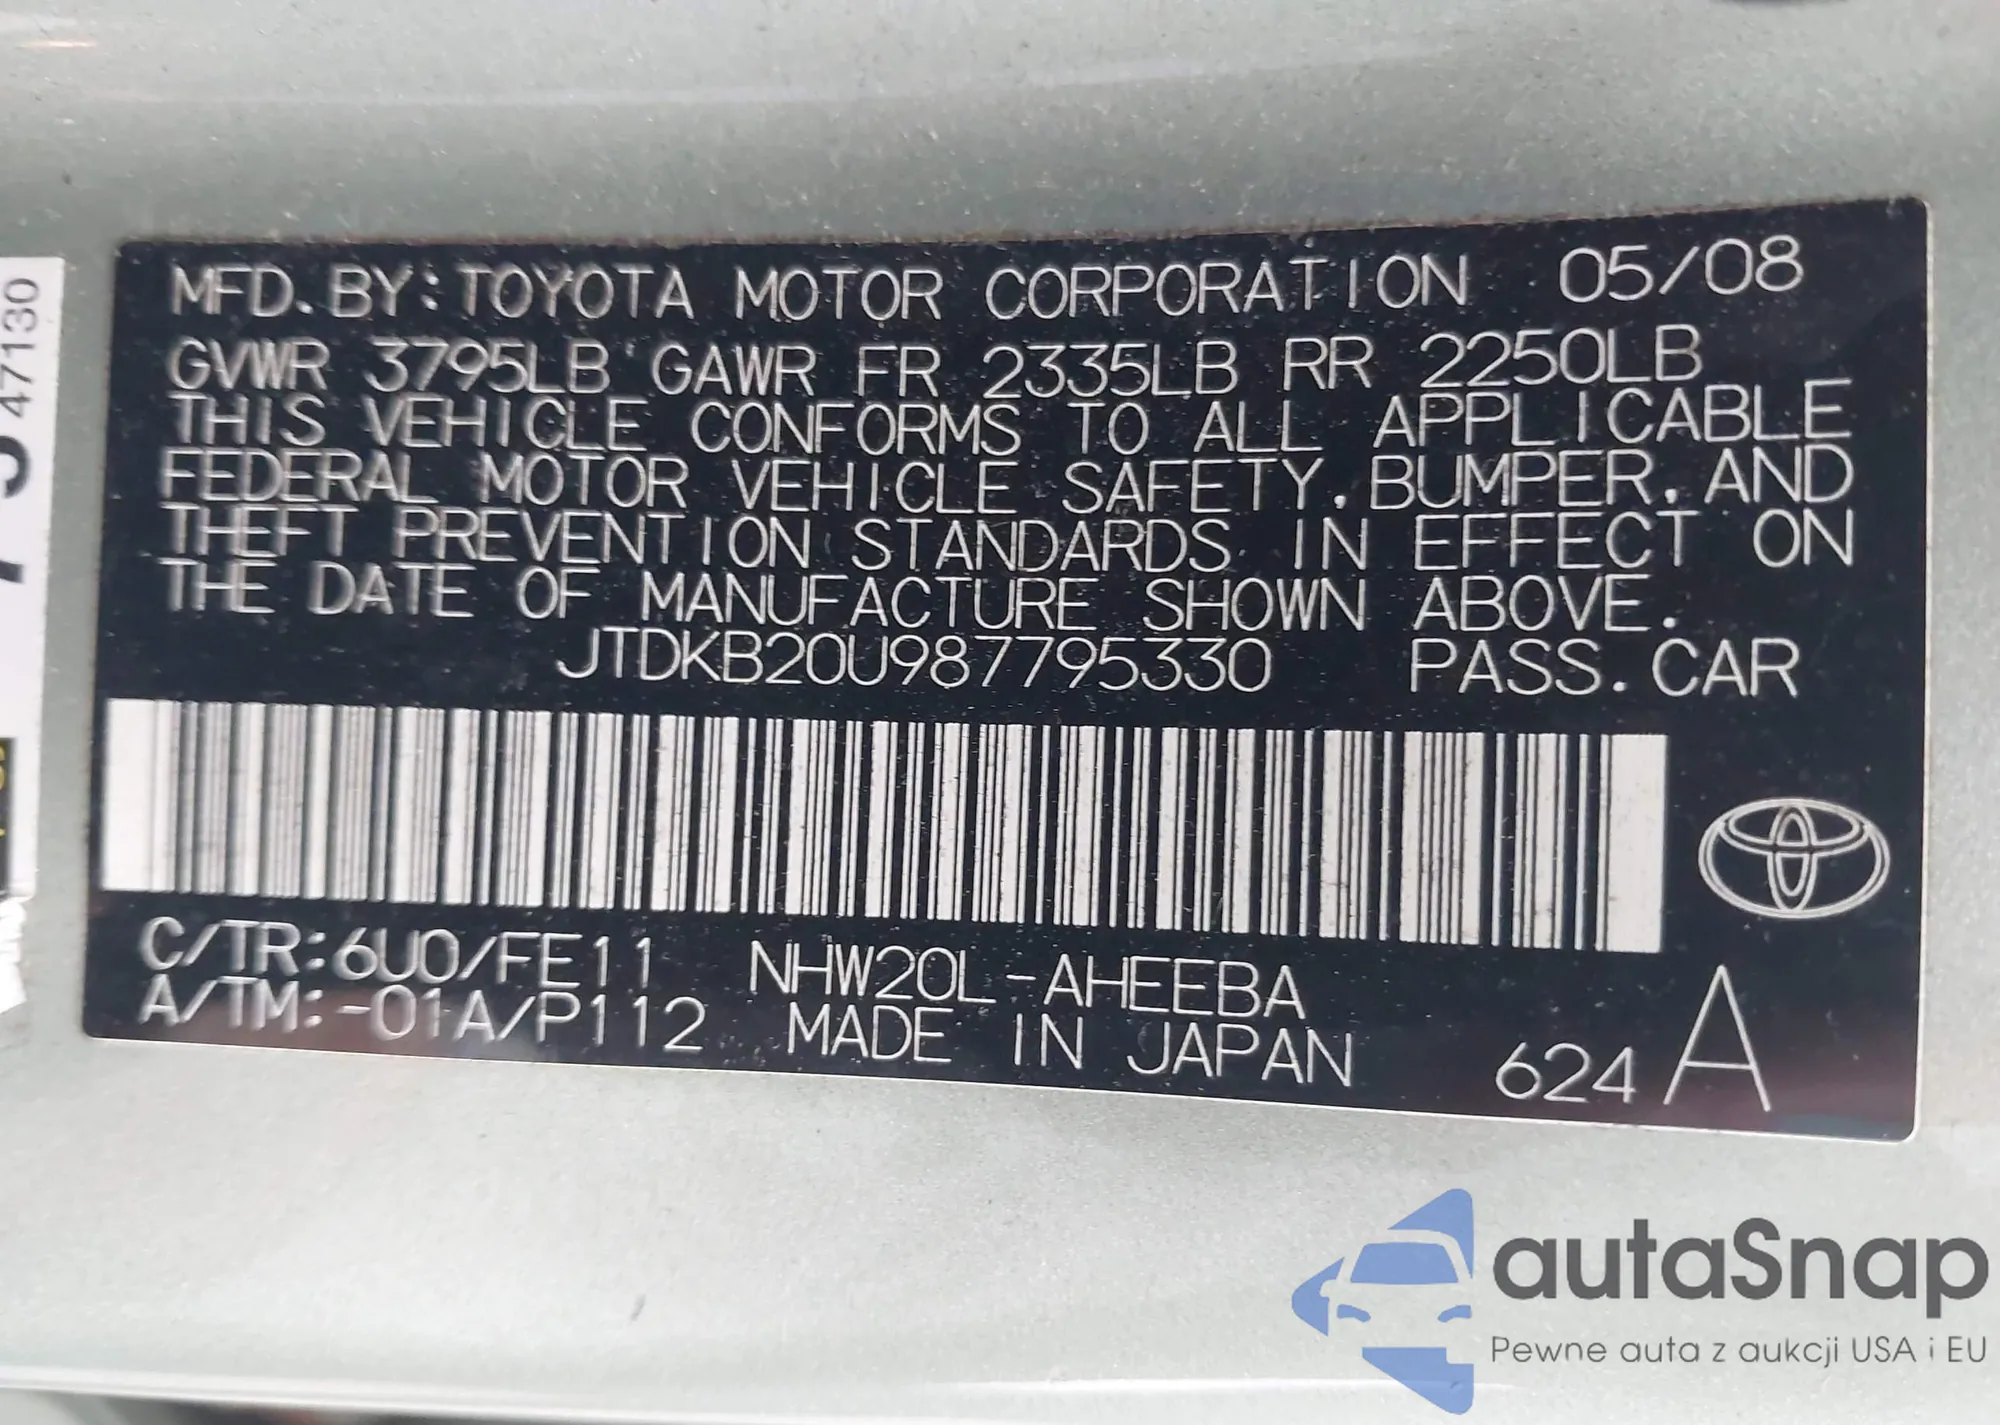 MFD. BY: TOYOTA MOTOR CORPORATION 05/08
GVWR 3795LB GAWR FR 2335LB RR 2250LB
THIS VEHICLE CONFORMS TO ALL APPLICABLE
FEDERAL MOTOR VEHICLE SAFETY, BUMPER, AND
THEFT PREVENTION STANDARDS IN EFFECT ON
THE DATE OF MANUFACTURE SHOWN ABOVE.
JTDKB20U987795330 PASS. CAR
C/TR:6U0/FE11 NHW20L-AHEEBA
A/TM:-01A/P112 MADE IN JAPAN 624 A
47130
autaSnap
Pewne auta z aukcji USA i EU